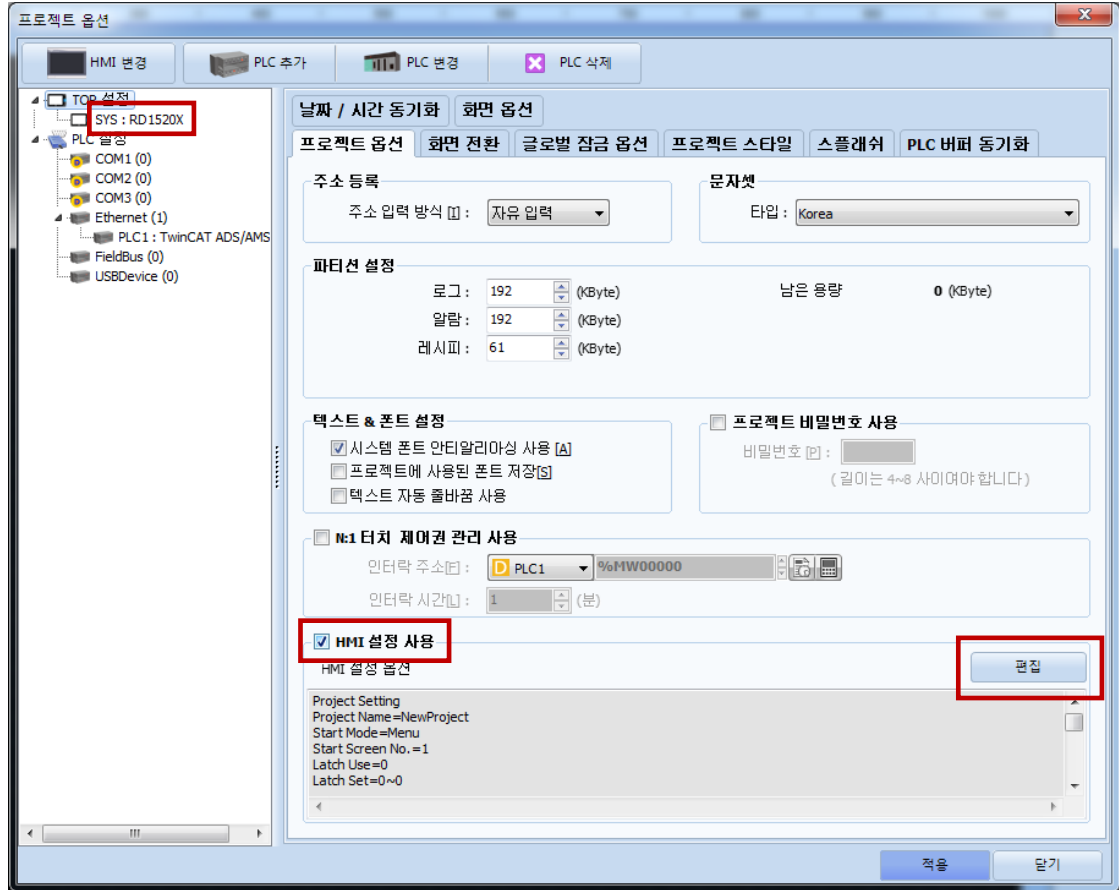 프로젝트 옵션
HMI 변경
PLC 추가
PLC 변경
PLC 삭제
TOP 설정
SYS : RD1520X
PLC 설정
COM1 (0)
COM2 (0)
COM3 (0)
Ethernet (1)
PLC1 : TwinCAT ADS/AMS
FieldBus (0)
USBDevice (0)
날짜 / 시간 동기화 화면 옵션
프로젝트 옵션 화면 전환 글로벌 잠금 옵션 프로젝트 스타일 스플래쉬 PLC 버퍼 동기화
주소 등록
주소 입력 방식 [I] : 자유 입력
문자셋
타입 : Korea
파티션 설정
로그 : 192 (KByte)
남은 용량 0 (KByte)
알람 : 192 (KByte)
레시피 : 61 (KByte)
텍스트 & 폰트 설정
시스템 폰트 안티알리아싱 사용 [A]
프로젝트에 사용된 폰트 저장[S]
텍스트 자동 줄바꿈 사용
프로젝트 비밀번호 사용
비밀번호 [P] :
( 길이는 4~8 사이여야 합니다 )
N:1 터치 제어권 관리 사용
인터락 주소[F] : D PLC1 %MW00000
인터락 시간[L] : 1 (분)
HMI 설정 사용
HMI 설정 옵션
편집
Project Setting
Project Name=NewProject
Start Mode=Menu
Start Screen No.=1
Latch Use=0
Latch Set=0~0
적용
닫기